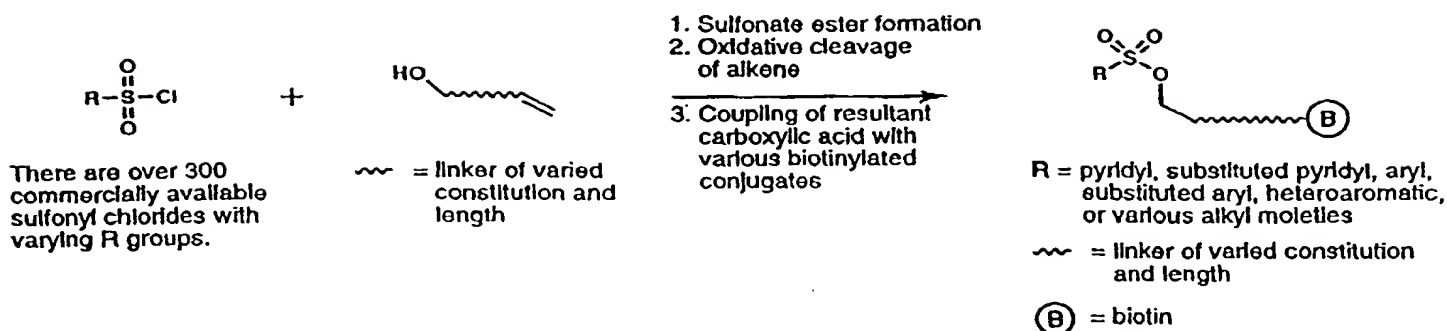 1. Sulfonate ester formation
2. Oxidative cleavage
of alkene
3. Coupling of resultant
carboxylic acid with
various biotinylated
conjugates
O
R–S–Cl
O
+
HO
O O
R S O
B
There are over 300
commercially available
sulfonyl chlorides with
varying R groups.
= linker of varied
constitution and
length
R = pyridyl, substituted pyridyl, aryl,
substituted aryl, heteroaromatic,
or various alkyl moieties
= linker of varied constitution
and length
B = biotin